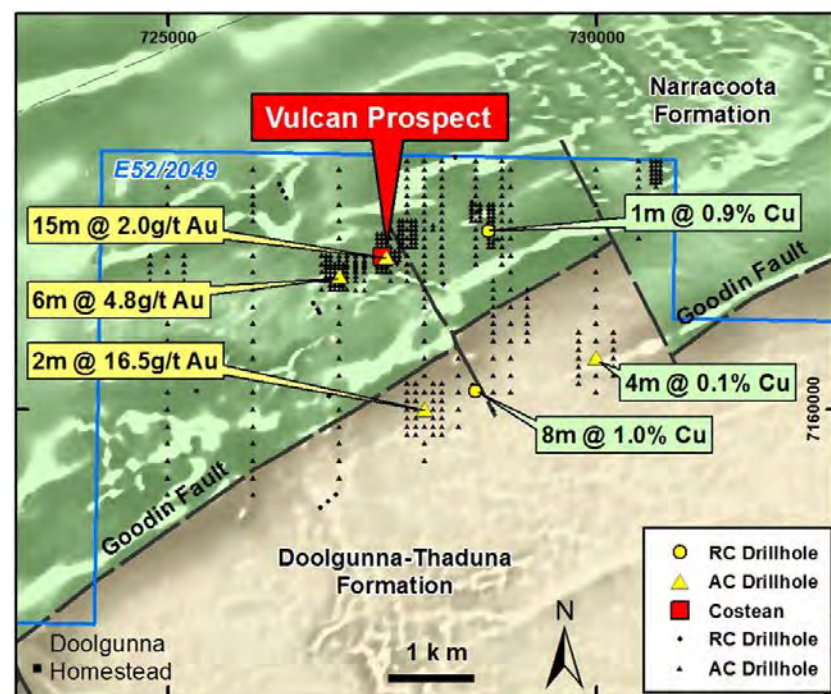 725000
730000
Narracoota
Formation
Vulcan Prospect
E52/2049
15m @ 2.0g/t Au
1m @ 0.9% Cu
6m @ 4.8g/t Au
Goodin Fault
2m @ 16.5g/t Au
4m @ 0.1% Cu
7160000
8m @ 1.0% Cu
Goodin Fault
Doolgunna-Thaduna
Formation
Doolgunna
Homestead
1 km
N
RC Drillhole
AC Drillhole
Costean
RC Drillhole
AC Drillhole